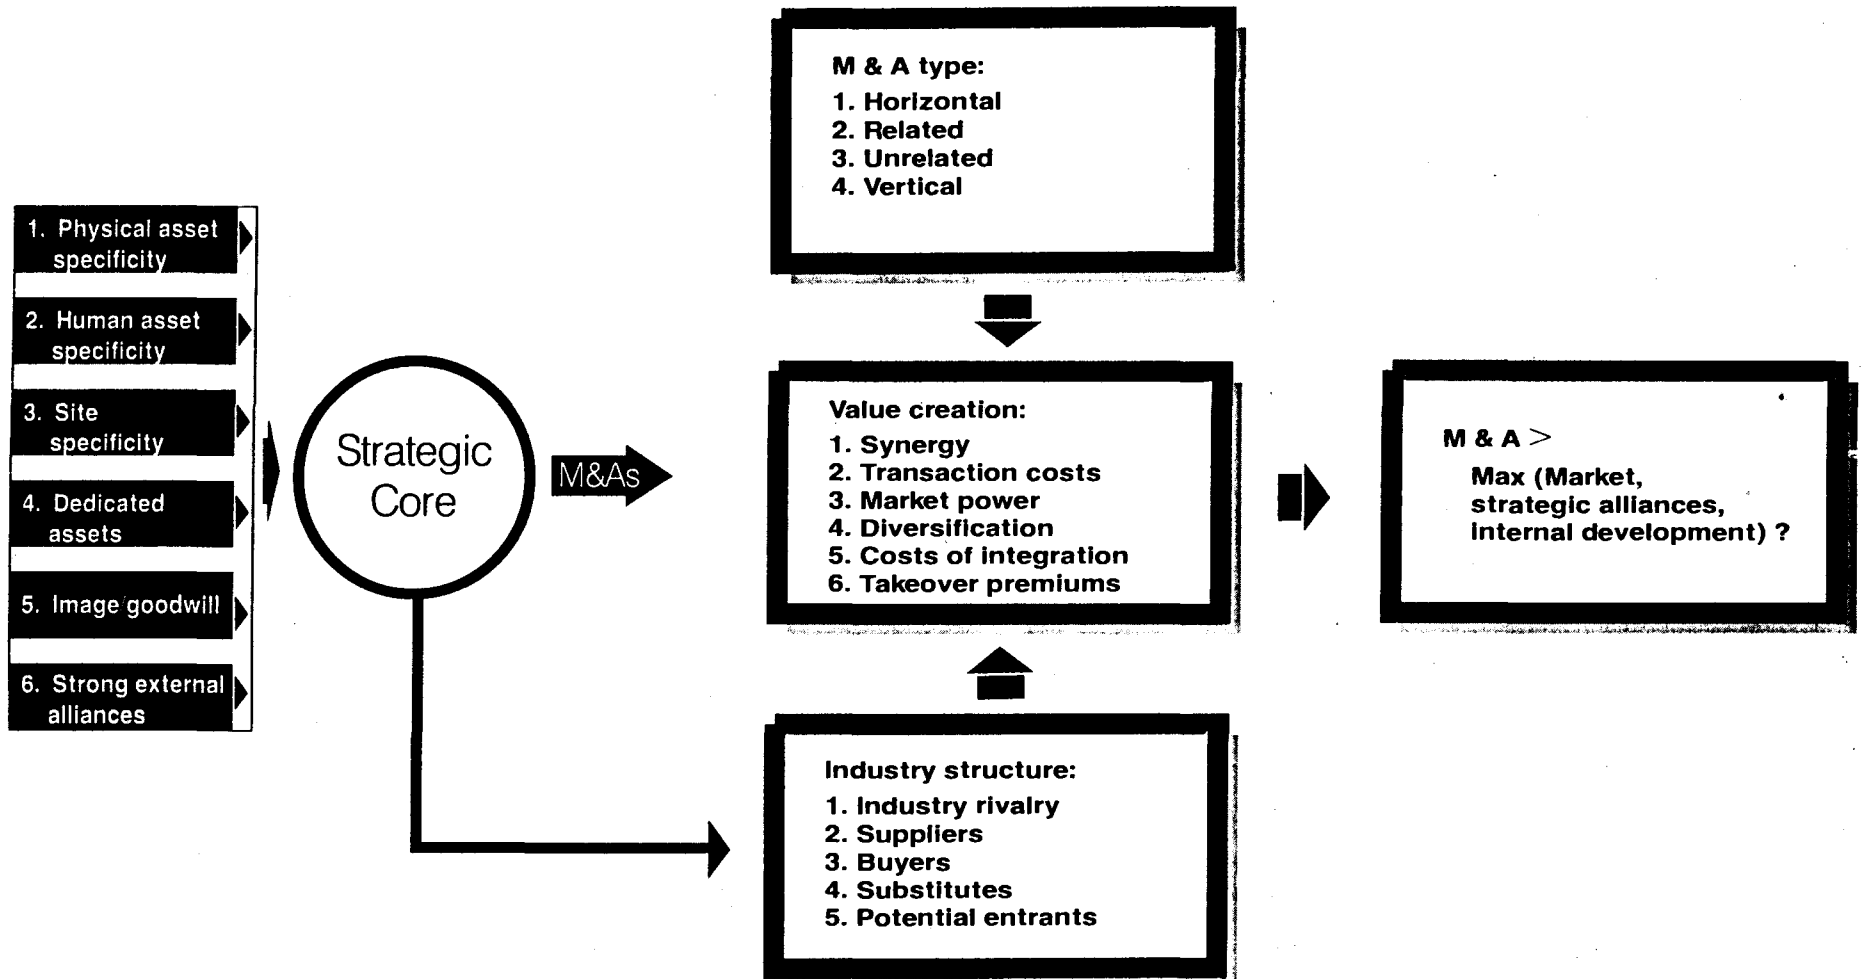 1. Physical asset
specificity
2. Human asset
specificity
3. Site
specificity
4. Dedicated
assets
5. Image goodwill
6. Strong external
alliances
Strategic
Core
M&As
M & A type:
1. Horizontal
2. Related
3. Unrelated
4. Vertical
Value creation:
1. Synergy
2. Transaction costs
3. Market power
4. Diversification
5. Costs of integration
6. Takeover premiums
Industry structure:
1. Industry rivalry
2. Suppliers
3. Buyers
4. Substitutes
5. Potential entrants
M & A >
Max (Market,
strategic alliances,
internal development) ?